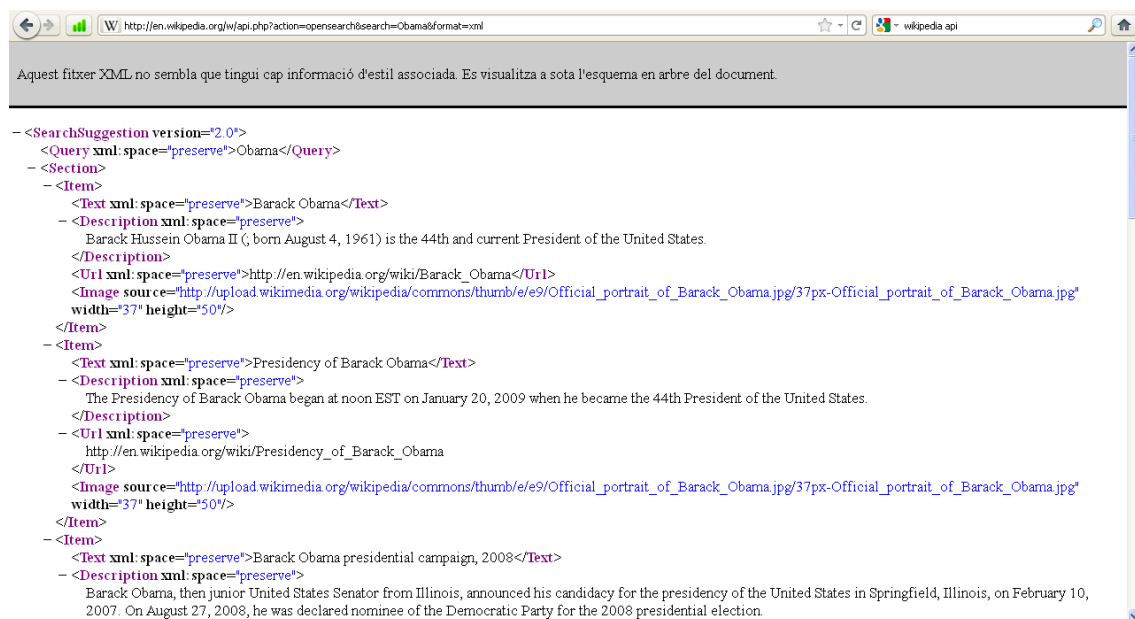 http://en.wikipedia.org/w/api.php?action=opensearch&search=Obama&format=xml
wikipedia api
Aquest fitxer XML no sembla que tingui cap informació d'estil associada. Es visualitza a sota l'esquema en arbre del document.
− <SearchSuggestion version="2.0">
<Query xml:space="preserve">Obama</Query>
− <Section>
− <Item>
<Text xml:space="preserve">Barack Obama</Text>
− <Description xml:space="preserve">
Barack Hussein Obama II (; born August 4, 1961) is the 44th and current President of the United States.
</Description>
<Url xml:space="preserve">http://en.wikipedia.org/wiki/Barack_Obama</Url>
<Image source="http://upload.wikimedia.org/wikipedia/commons/thumb/e/e9/Official_portrait_of_Barack_Obama.jpg/37px-Official_portrait_of_Barack_Obama.jpg"
width="37" height="50"/>
</Item>
− <Item>
<Text xml:space="preserve">Presidency of Barack Obama</Text>
− <Description xml:space="preserve">
The Presidency of Barack Obama began at noon EST on January 20, 2009 when he became the 44th President of the United States.
</Description>
− <Url xml:space="preserve">
http://en.wikipedia.org/wiki/Presidency_of_Barack_Obama
</Url>
<Image source="http://upload.wikimedia.org/wikipedia/commons/thumb/e/e9/Official_portrait_of_Barack_Obama.jpg/37px-Official_portrait_of_Barack_Obama.jpg"
width="37" height="50"/>
</Item>
− <Item>
<Text xml:space="preserve">Barack Obama presidential campaign, 2008</Text>
− <Description xml:space="preserve">
Barack Obama, then junior United States Senator from Illinois, announced his candidacy for the presidency of the United States in Springfield, Illinois, on February 10,
2007. On August 27, 2008, he was declared nominee of the Democratic Party for the 2008 presidential election.